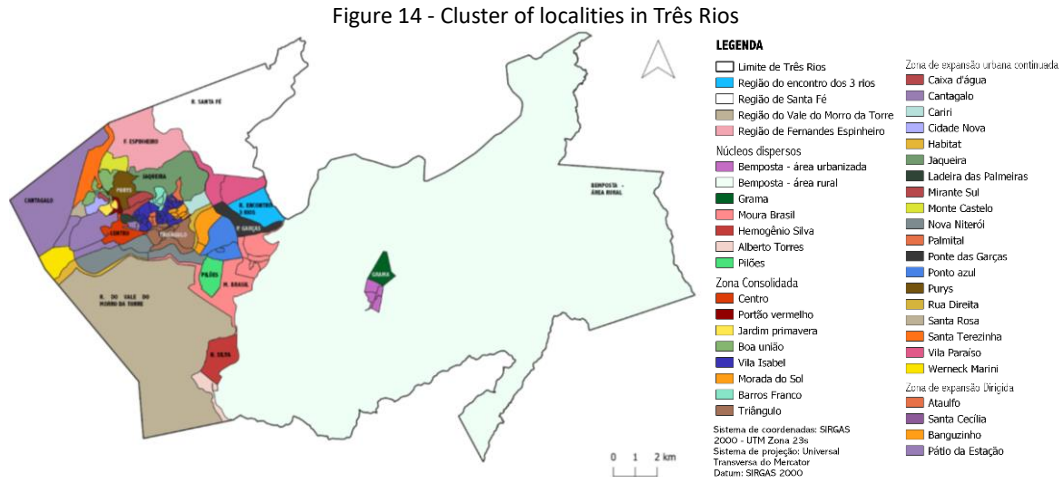 Figure 14 - Cluster of localities in Três Rios
R. SANTA FÉ
F. ESPINHEIRO
JAQUEIRA
CANTAGALO
CENTRO
TRIÂNGULO
R. ENCONTRO
3 RIOS
P. GARÇAS
PILÕES
M. BRASIL
R. DO VALE DO
MORRO DA TORRE
H. SILVA
GRAMA
BEMPOSTA -
ÁREA RURAL
0 1 2 km
LEGENDA
Limite de Três Rios
Região do encontro dos 3 rios
Região de Santa Fé
Região do Vale do Morro da Torre
Região de Fernandes Espinheiro
Núcleos dispersos
Bemposta - área urbanizada
Bemposta - área rural
Grama
Moura Brasil
Hemogênio Silva
Alberto Torres
Pilões
Zona Consolidada
Centro
Portão vermelho
Jardim primavera
Boa união
Vila Isabel
Morada do Sol
Barros Franco
Triângulo
Sistema de coordenadas: SIRGAS
2000 - UTM Zona 23s
Sistema de projeção: Universal
Transversa do Mercator
Datum: SIRGAS 2000
Zona de expansão urbana continuada
Caixa d'água
Cantagalo
Cariri
Cidade Nova
Habitat
Jaqueira
Ladeira das Palmeiras
Mirante Sul
Monte Castelo
Nova Niterói
Palmital
Ponte das Garças
Ponto azul
Purys
Rua Direita
Santa Rosa
Santa Terezinha
Vila Paraíso
Werneck Marini
Zona de expansão Dirigida
Ataulfo
Santa Cecília
Banguzinho
Pátio da Estação